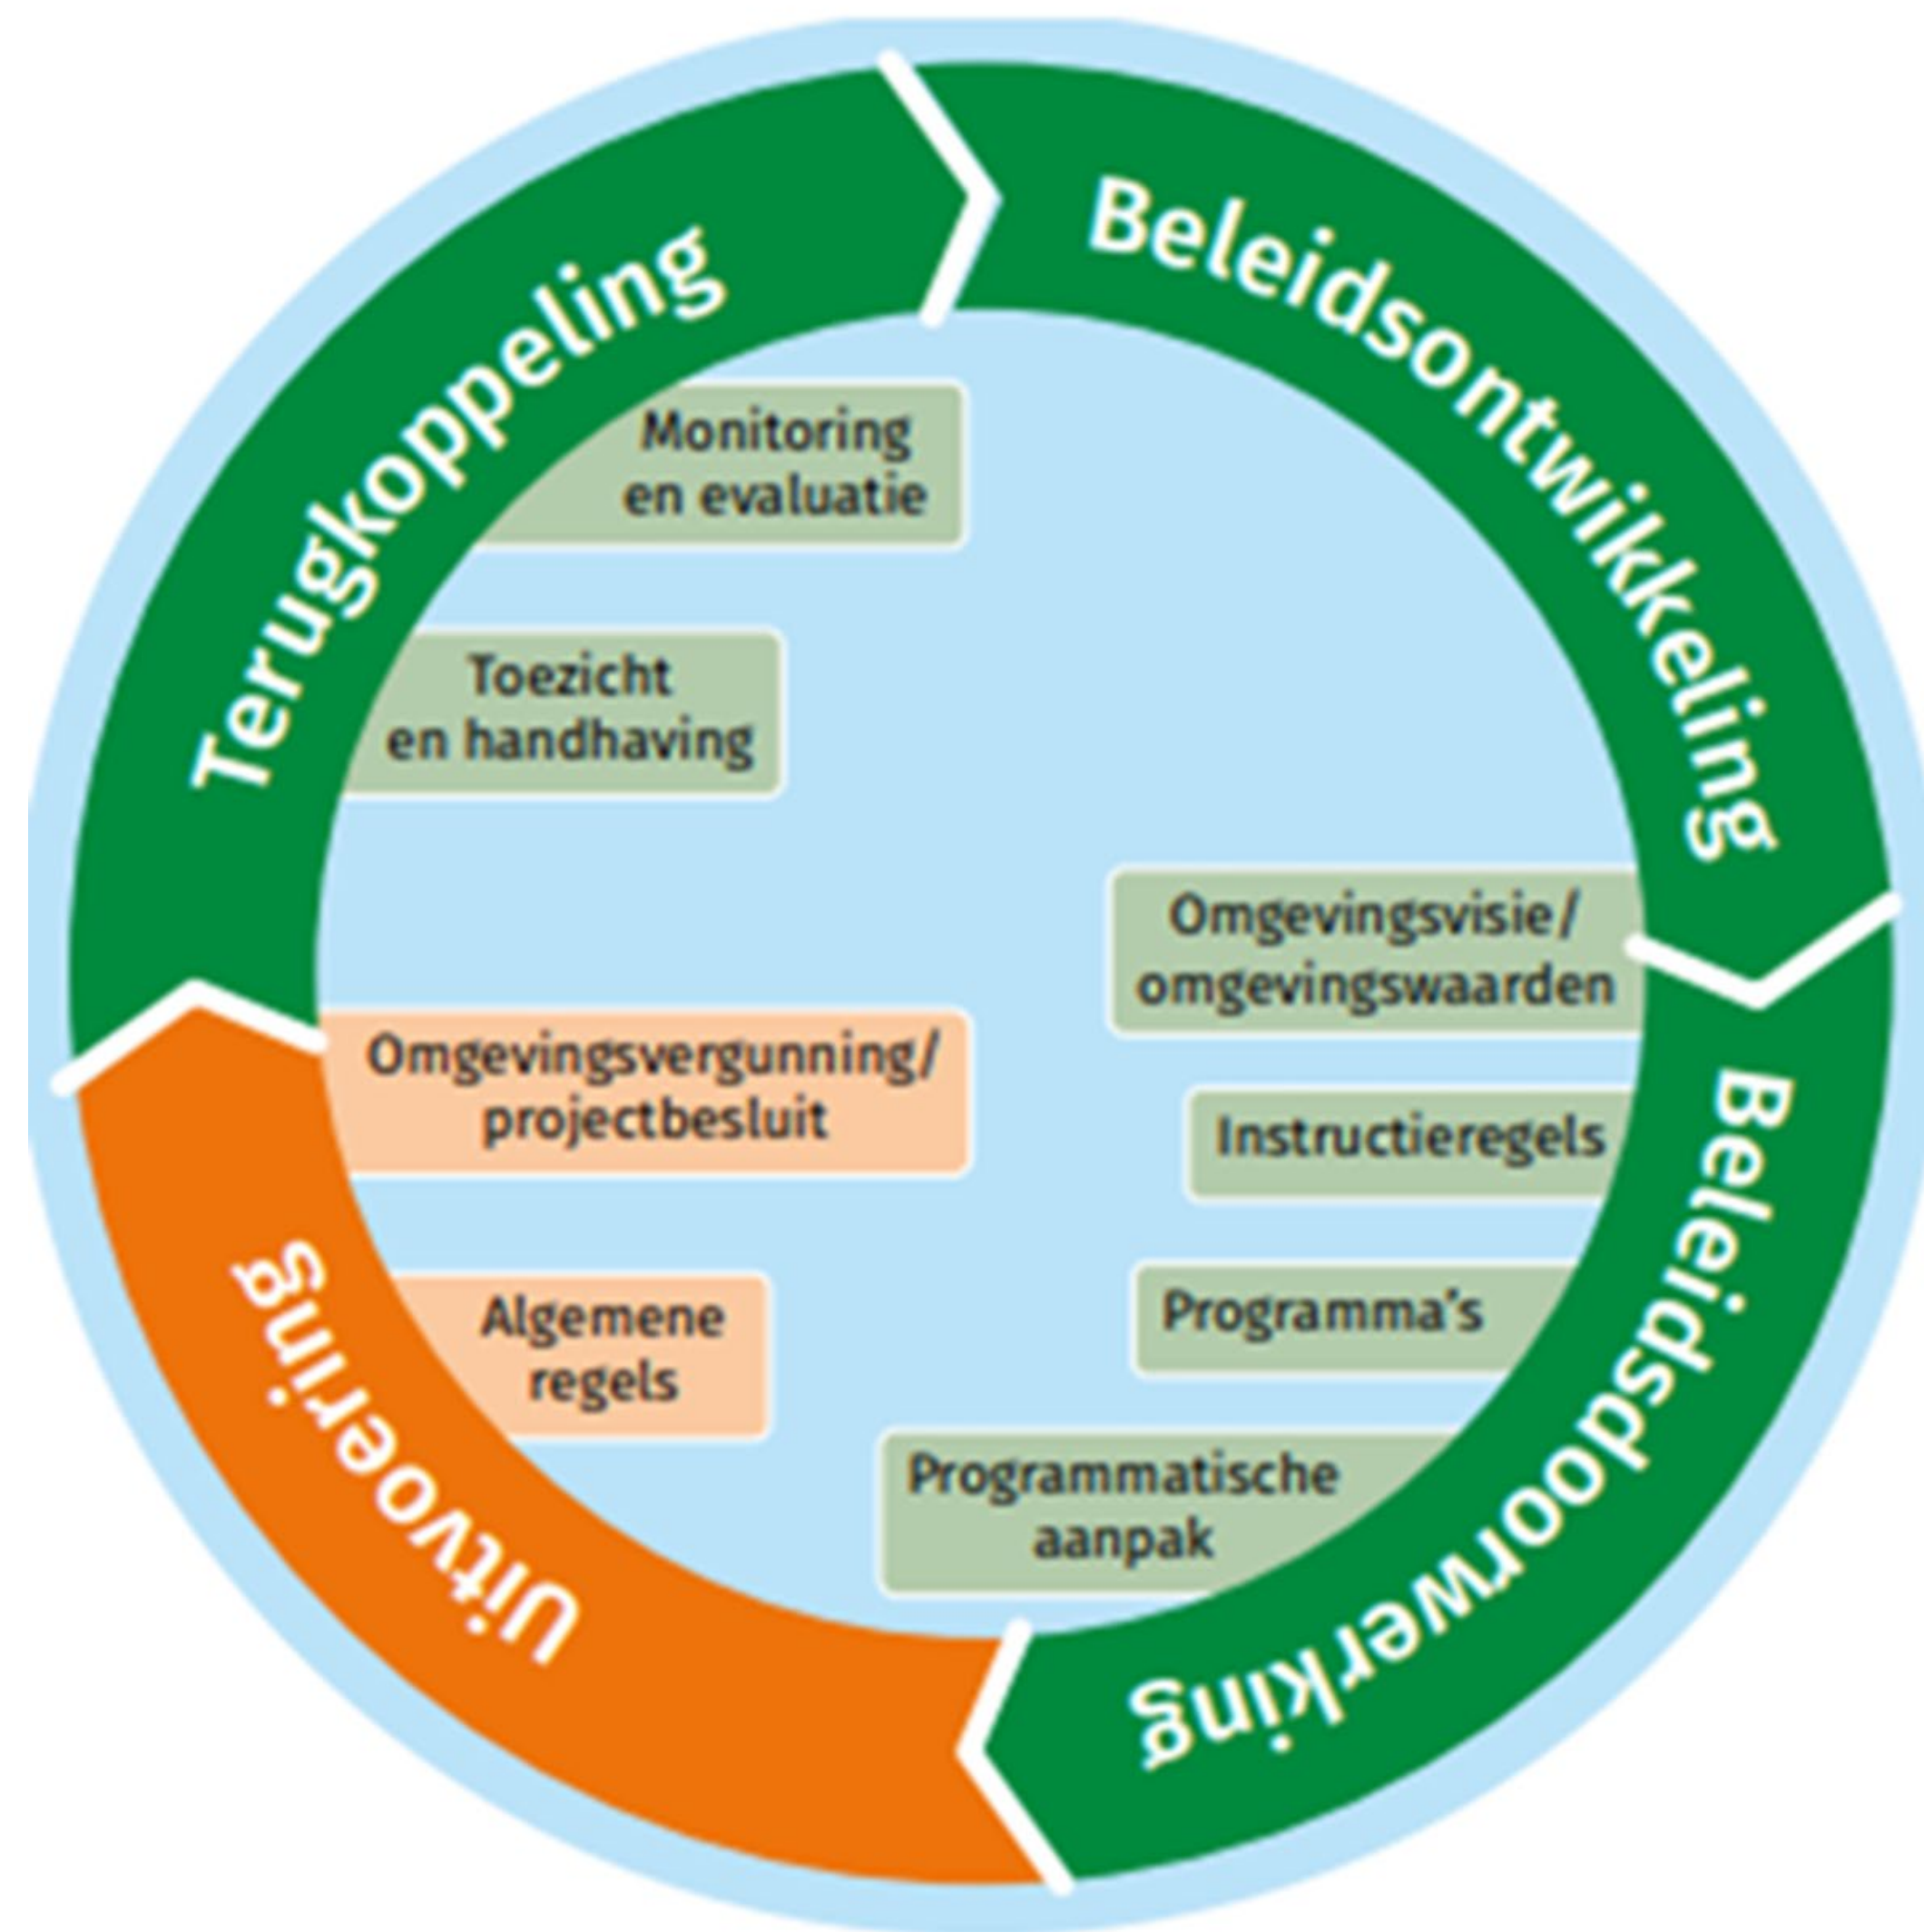 Beleidsontwikkeling
Omgevingsvisie/
omgevingswaarden
Beleidsdoorwerking
Instructieregels
Programma's
Programmatische
aanpak
Uitvoering
Algemene
regels
Omgevingsvergunning/
projectbesluit
Terugkoppeling
Toezicht
en handhaving
Monitoring
en evaluatie